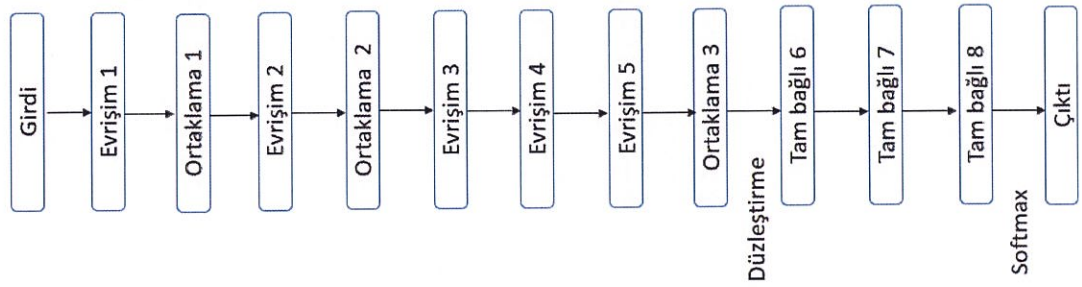 Girdi
Evrişim 1
Ortaklama 1
Evrişim 2
Ortaklama 2
Evrişim 3
Evrişim 4
Evrişim 5
Ortaklama 3
Düzleştirme
Tam bağlı 6
Tam bağlı 7
Tam bağlı 8
Softmax
Çıktı